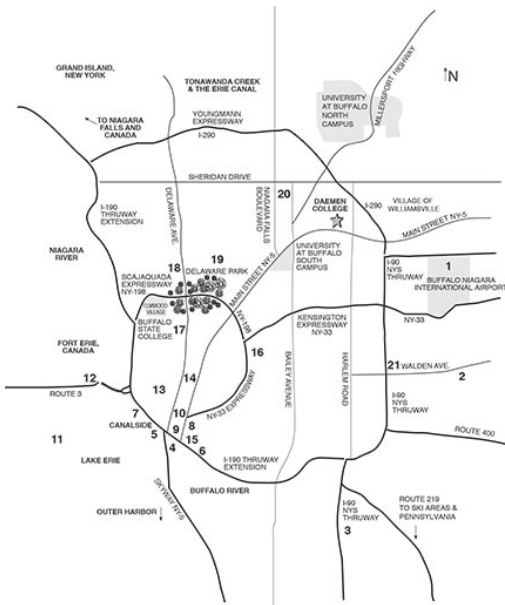 GRAND ISLAND,
NEW YORK
TONAWANDA CREEK
& THE ERIE CANAL
N
TO NIAGARA
FALLS AND
CANADA
YOUNGMANN
EXPRESSWAY
I-290
UNIVERSITY
AT BUFFALO
NORTH
CAMPUS
MILLERSPORT HIGHWAY
SHERIDAN DRIVE
I-190
THRUWAY
EXTENSION
DELAWARE AVE.
NIAGARA FALLS
BOULEVARD
20
DAEMEN
COLLEGE
I-290
VILLAGE OF
WILLIAMSVILLE
MAIN STREET NY-5
NIAGARA
RIVER
19
18
DELAWARE PARK
MAIN STREET NY-5
UNIVERSITY
AT BUFFALO
SOUTH
CAMPUS
I-90
NYS
THRUWAY
1
BUFFALO NIAGARA
INTERNATIONAL AIRPORT
SCAJAQUADA
EXPRESSWAY
NY-198
ELMWOOD
VILLAGE
BUFFALO
STATE
COLLEGE
17
NY-198
KENSINGTON
EXPRESSWAY
NY-33
NY-33
FORT ERIE,
CANADA
16
12
ROUTE 3
13
14
NY-33 EXPRESSWAY
BAILEY AVENUE
HARLEM ROAD
21
WALDEN AVE.
2
I-90
NYS
THRUWAY
7
10
8
CANALSIDE
5
9
15
4
6
11
LAKE ERIE
I-190 THRUWAY
EXTENSION
ROUTE 400
BUFFALO RIVER
SKYWAY NY-5
OUTER HARBOR
I-90
NYS
THRUWAY
3
ROUTE 219
TO SKI AREAS &
PENNSYLVANIA